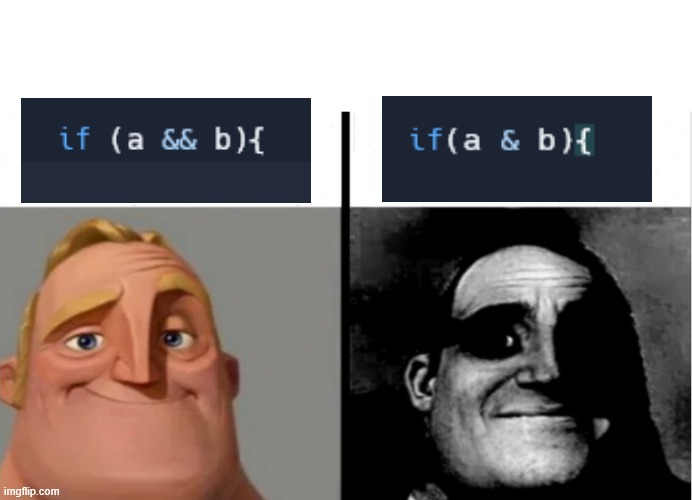 if (a && b){
if(a & b){
imgflip.com